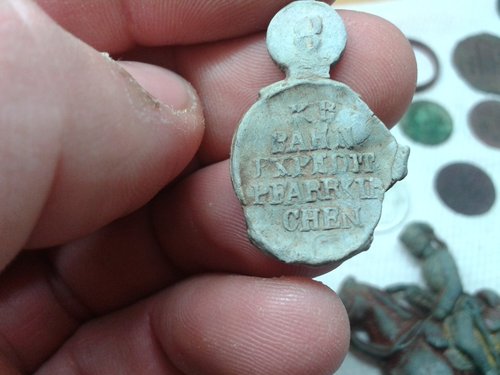 K B
BAHN
EXPEDIT
PFARRKIR
CHEN